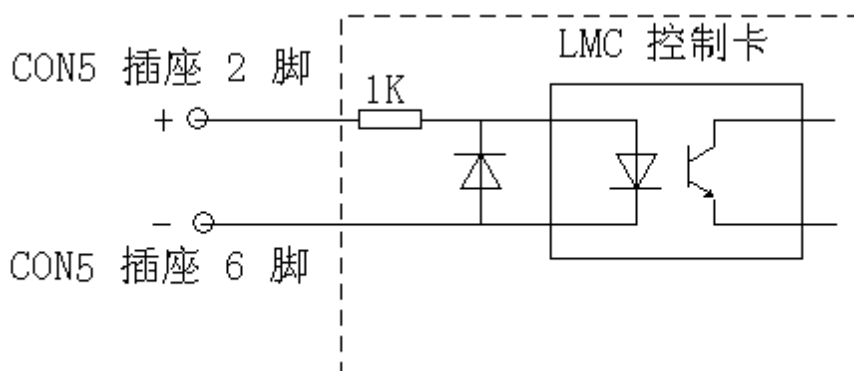 LMC 控制卡
CON5 插座 2 脚
1K
+
-
CON5 插座 6 脚